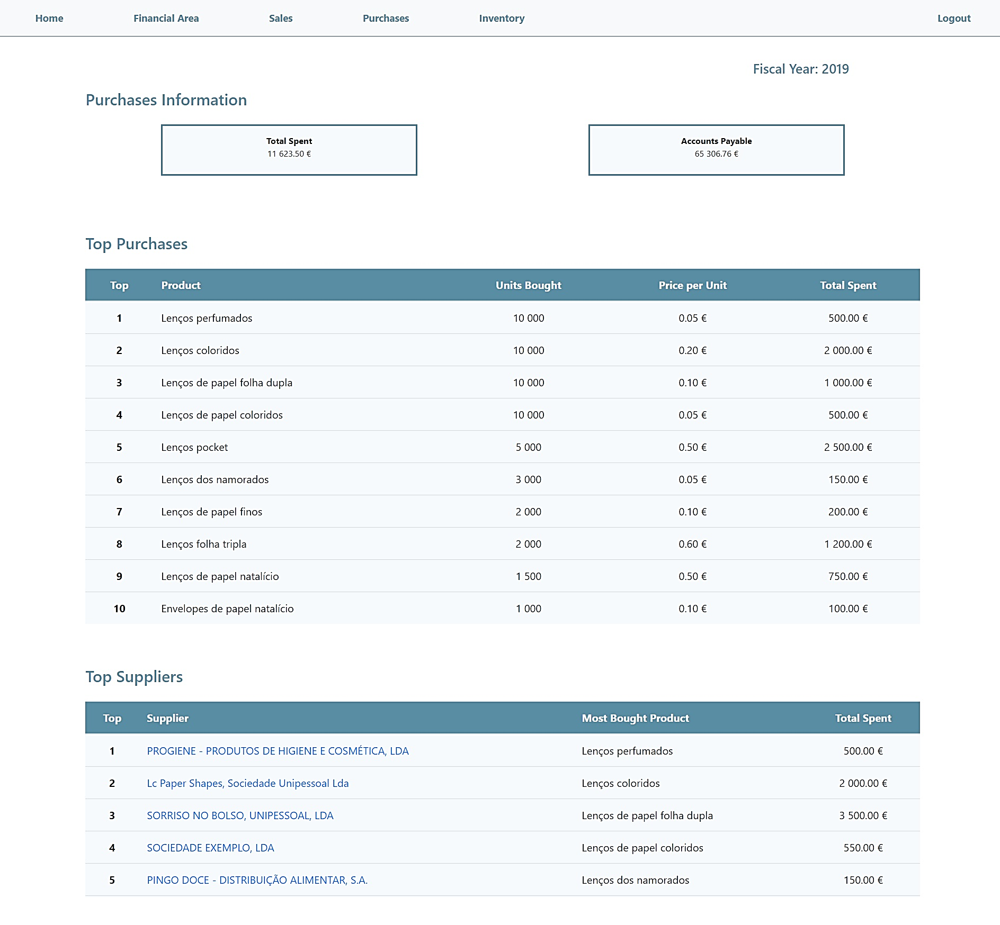 Home Financial Area Sales Purchases Inventory Logout
Fiscal Year: 2019
Purchases Information
Total Spent Accounts Payable
11 623.50 € 65 306.76 €
Top Purchases
Top Product Units Bought Price per Unit Total Spent
1 Lenços perfumados 10 000 0.05 € 500.00 €
2 Lenços coloridos 10 000 0.20 € 2 000.00 €
3 Lenços de papel folha dupla 10 000 0.10 € 1 000.00 €
4 Lenços de papel coloridos 10 000 0.05 € 500.00 €
5 Lenços pocket 5 000 0.50 € 2 500.00 €
6 Lenços dos namorados 3 000 0.05 € 150.00 €
7 Lenços de papel finos 2 000 0.10 € 200.00 €
8 Lenços folha tripla 2 000 0.60 € 1 200.00 €
9 Lenços de papel natalício 1 500 0.50 € 750.00 €
10 Envelopes de papel natalício 1 000 0.10 € 100.00 €
Top Suppliers
Top Supplier Most Bought Product Total Spent
1 PROGIENE - PRODUTOS DE HIGIENE E COSMÉTICA, LDA Lenços perfumados 500.00 €
2 Lc Paper Shapes, Sociedade Unipessoal Lda Lenços coloridos 2 000.00 €
3 SORRISO NO BOLSO, UNIPESSOAL, LDA Lenços de papel folha dupla 3 500.00 €
4 SOCIEDADE EXEMPLO, LDA Lenços de papel coloridos 550.00 €
5 PINGO DOCE - DISTRIBUIÇÃO ALIMENTAR, S.A. Lenços dos namorados 150.00 €